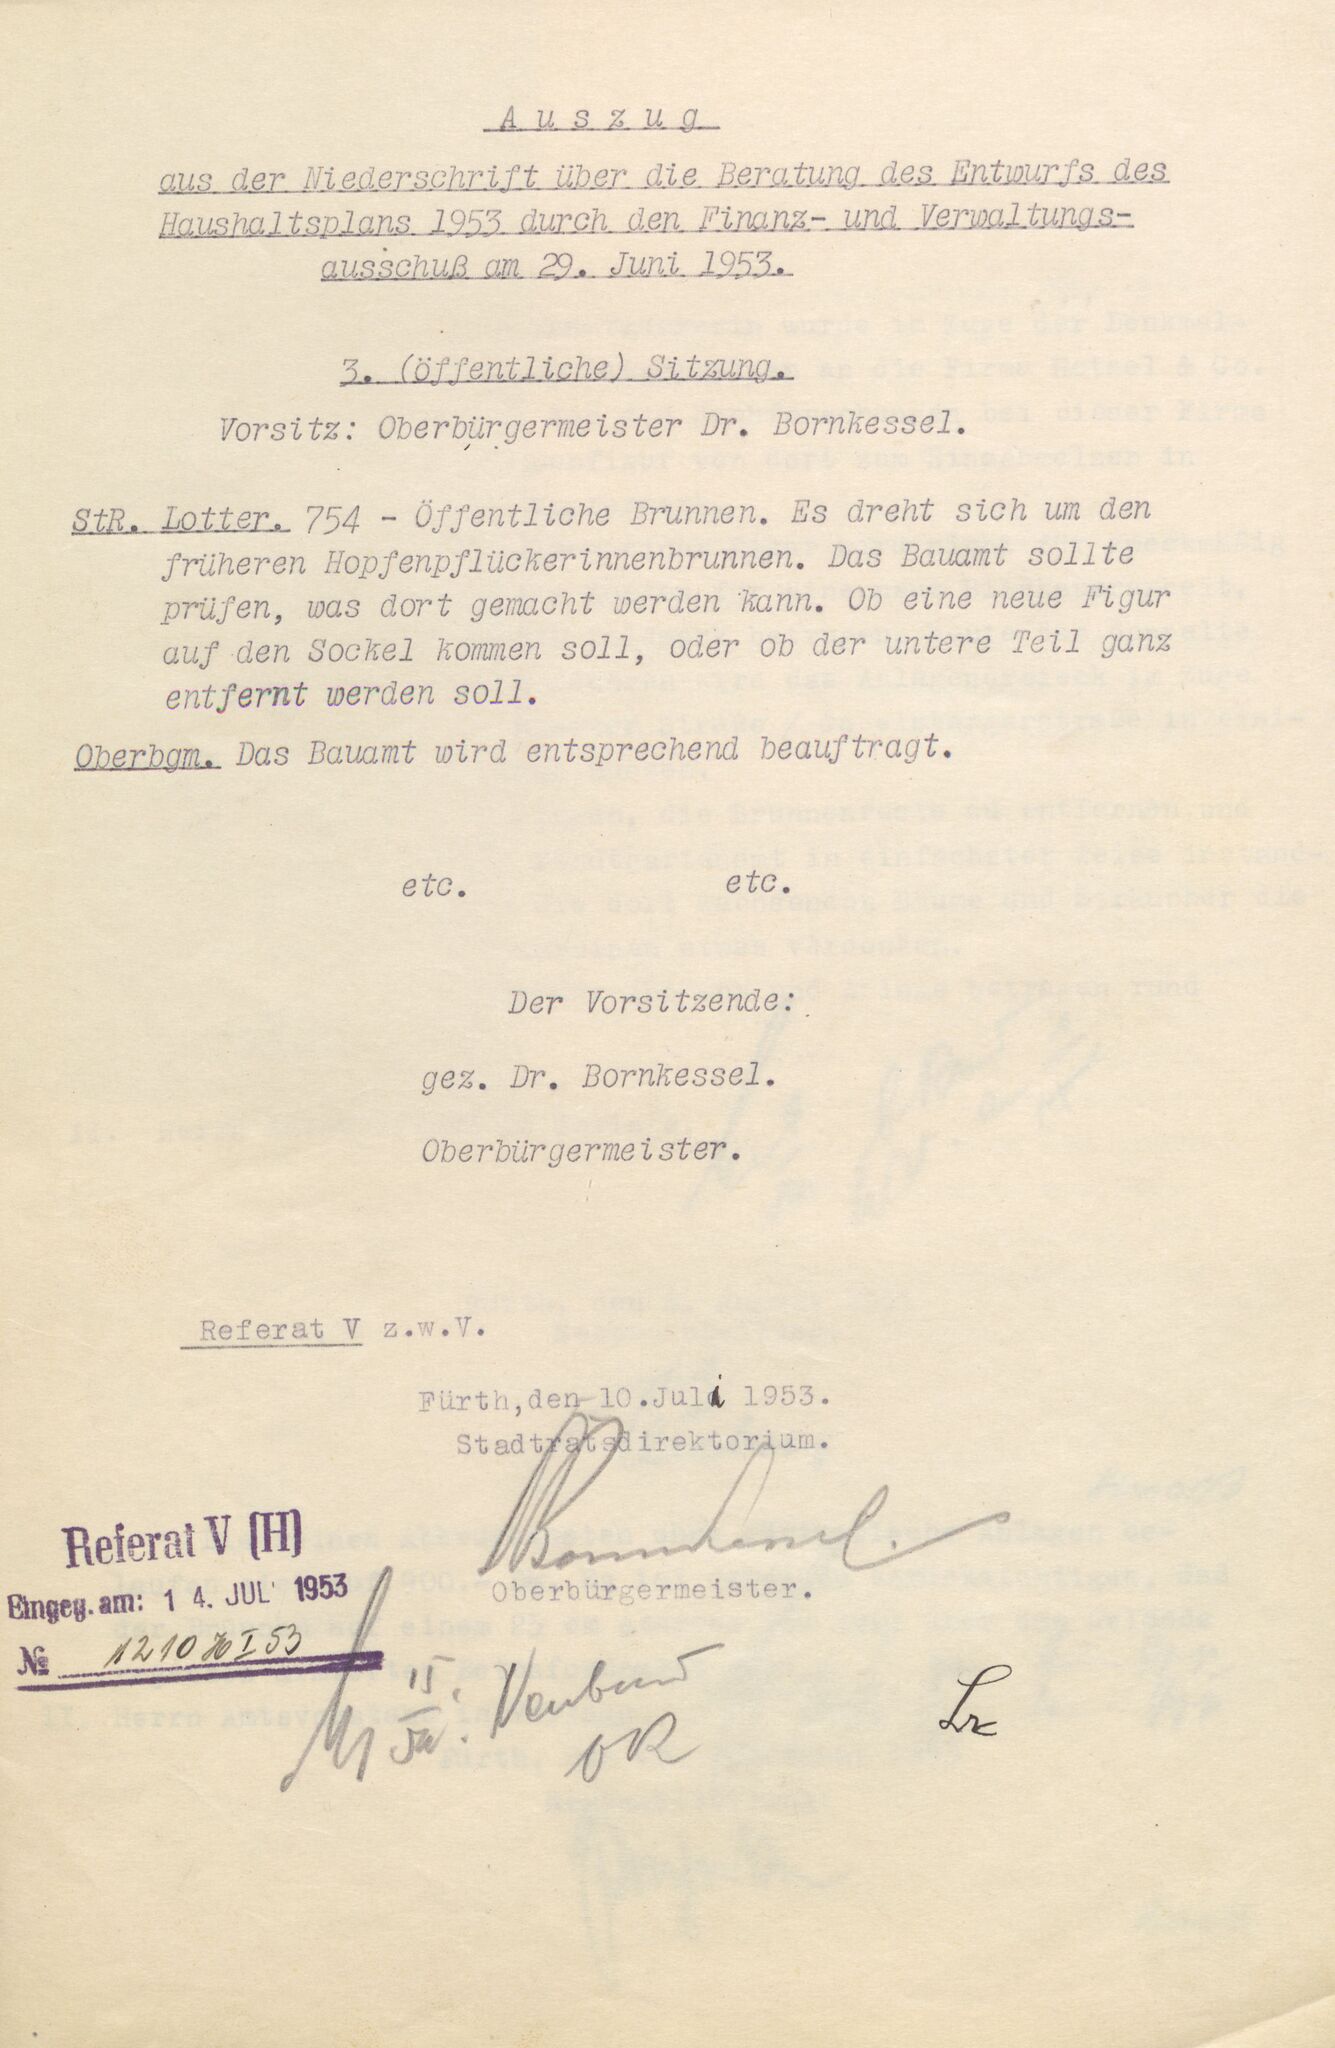 A u s z u g
aus der Niederschrift über die Beratung des Entwurfs des
Haushaltsplans 1953 durch den Finanz- und Verwaltungs-
ausschuß am 29. Juni 1953.
3. (öffentliche) Sitzung.
Vorsitz: Oberbürgermeister Dr. Bornkessel.
StR. Lotter. 754 - Öffentliche Brunnen. Es dreht sich um den
früheren Hopfenpflückerinnenbrunnen. Das Bauamt sollte
prüfen, was dort gemacht werden kann. Ob eine neue Figur
auf den Sockel kommen soll, oder ob der untere Teil ganz
entfernt werden soll.
Oberbgm. Das Bauamt wird entsprechend beauftragt.
etc. etc.
Der Vorsitzende:
gez. Dr. Bornkessel.
Oberbürgermeister.
Referat V z.w.V.
Fürth, den 10. Juli 1953.
Stadtratsdirektorium.
Bornkessel.
Oberbürgermeister.
Referat V (H)
Eingeg. am: 14. JUL 1953
№ 1210 H I 53